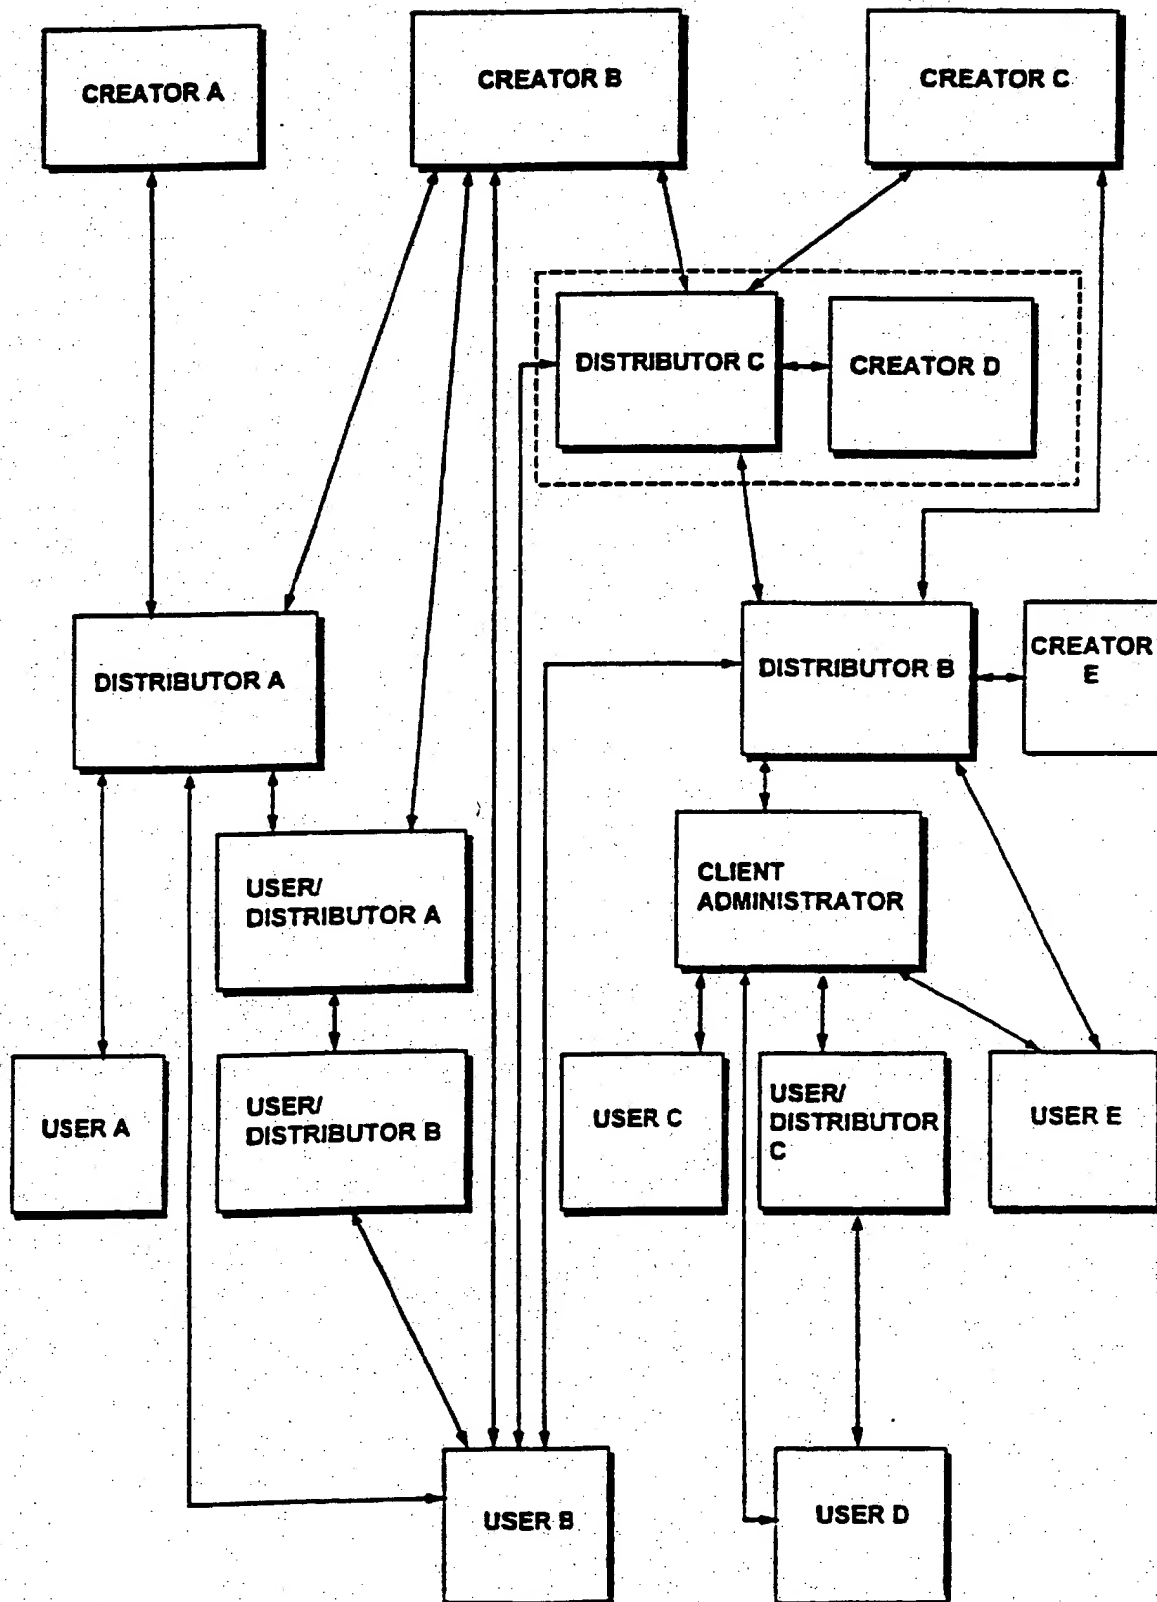 CREATOR A
CREATOR B
CREATOR C
DISTRIBUTOR C
CREATOR D
DISTRIBUTOR A
DISTRIBUTOR B
CREATOR
E
USER/
DISTRIBUTOR A
CLIENT
ADMINISTRATOR
USER A
USER/
DISTRIBUTOR B
USER C
USER/
DISTRIBUTOR
C
USER E
USER B
USER D